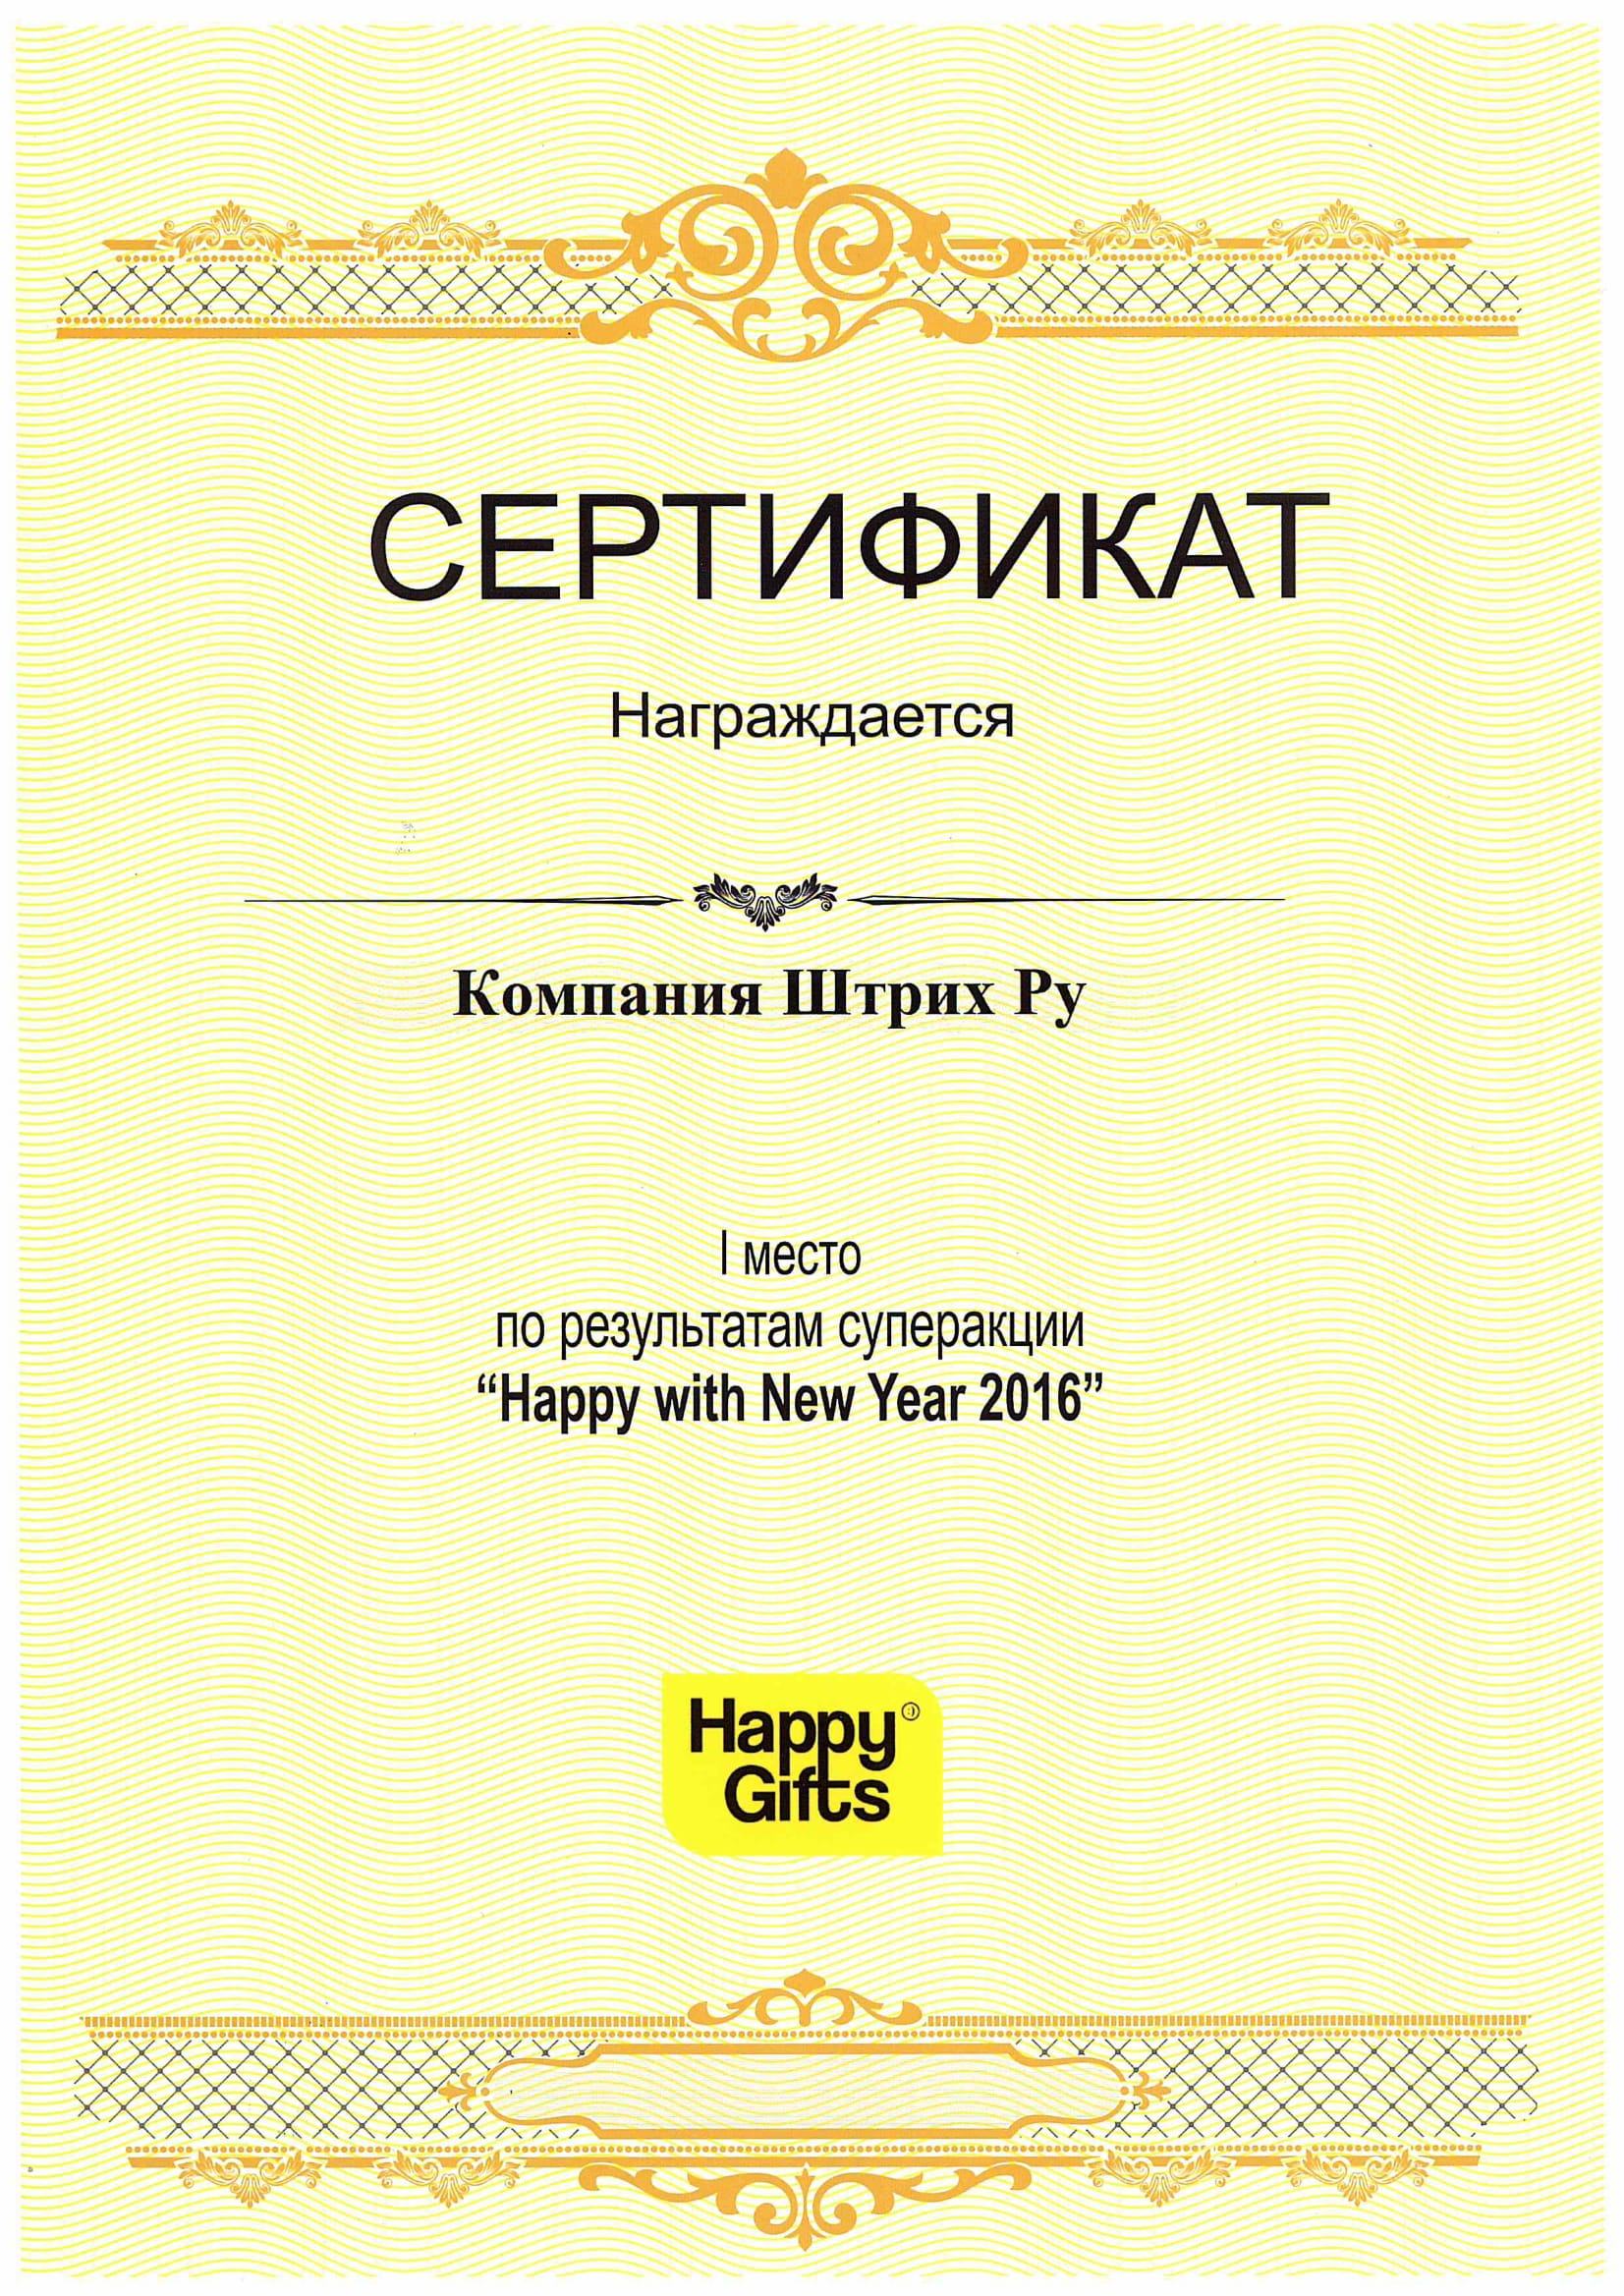 СЕРТИФИКАТ
Награждается
Компания Штрих Ру
I место
по результатам суперакции
“Happy with New Year 2016”
Happy
Gifts